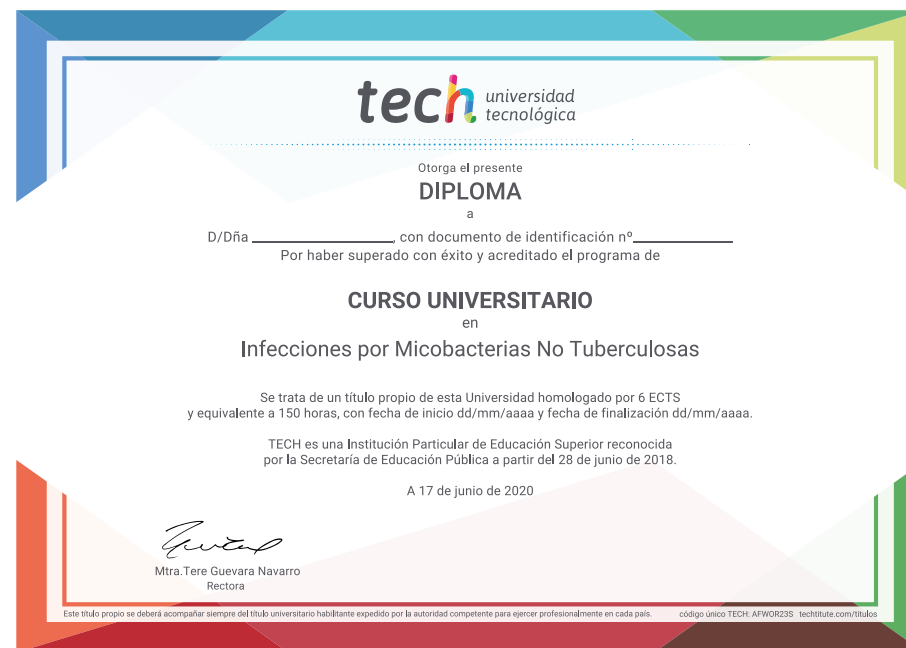 tech universidad
tecnológica
Otorga el presente
DIPLOMA
a
D/Dña ____________________, con documento de identificación nº______________
Por haber superado con éxito y acreditado el programa de
CURSO UNIVERSITARIO
en
Infecciones por Micobacterias No Tuberculosas
Se trata de un título propio de esta Universidad homologado por 6 ECTS
y equivalente a 150 horas, con fecha de inicio dd/mm/aaaa y fecha de finalización dd/mm/aaaa.
TECH es una Institución Particular de Educación Superior reconocida
por la Secretaría de Educación Pública a partir del 28 de junio de 2018.
A 17 de junio de 2020
Mtra.Tere Guevara Navarro
Rectora
Este título propio se deberá acompañar siempre del título universitario habilitante expedido por la autoridad competente para ejercer profesionalmente en cada país. código único TECH: AFWOR23S techtitute.com/titulos